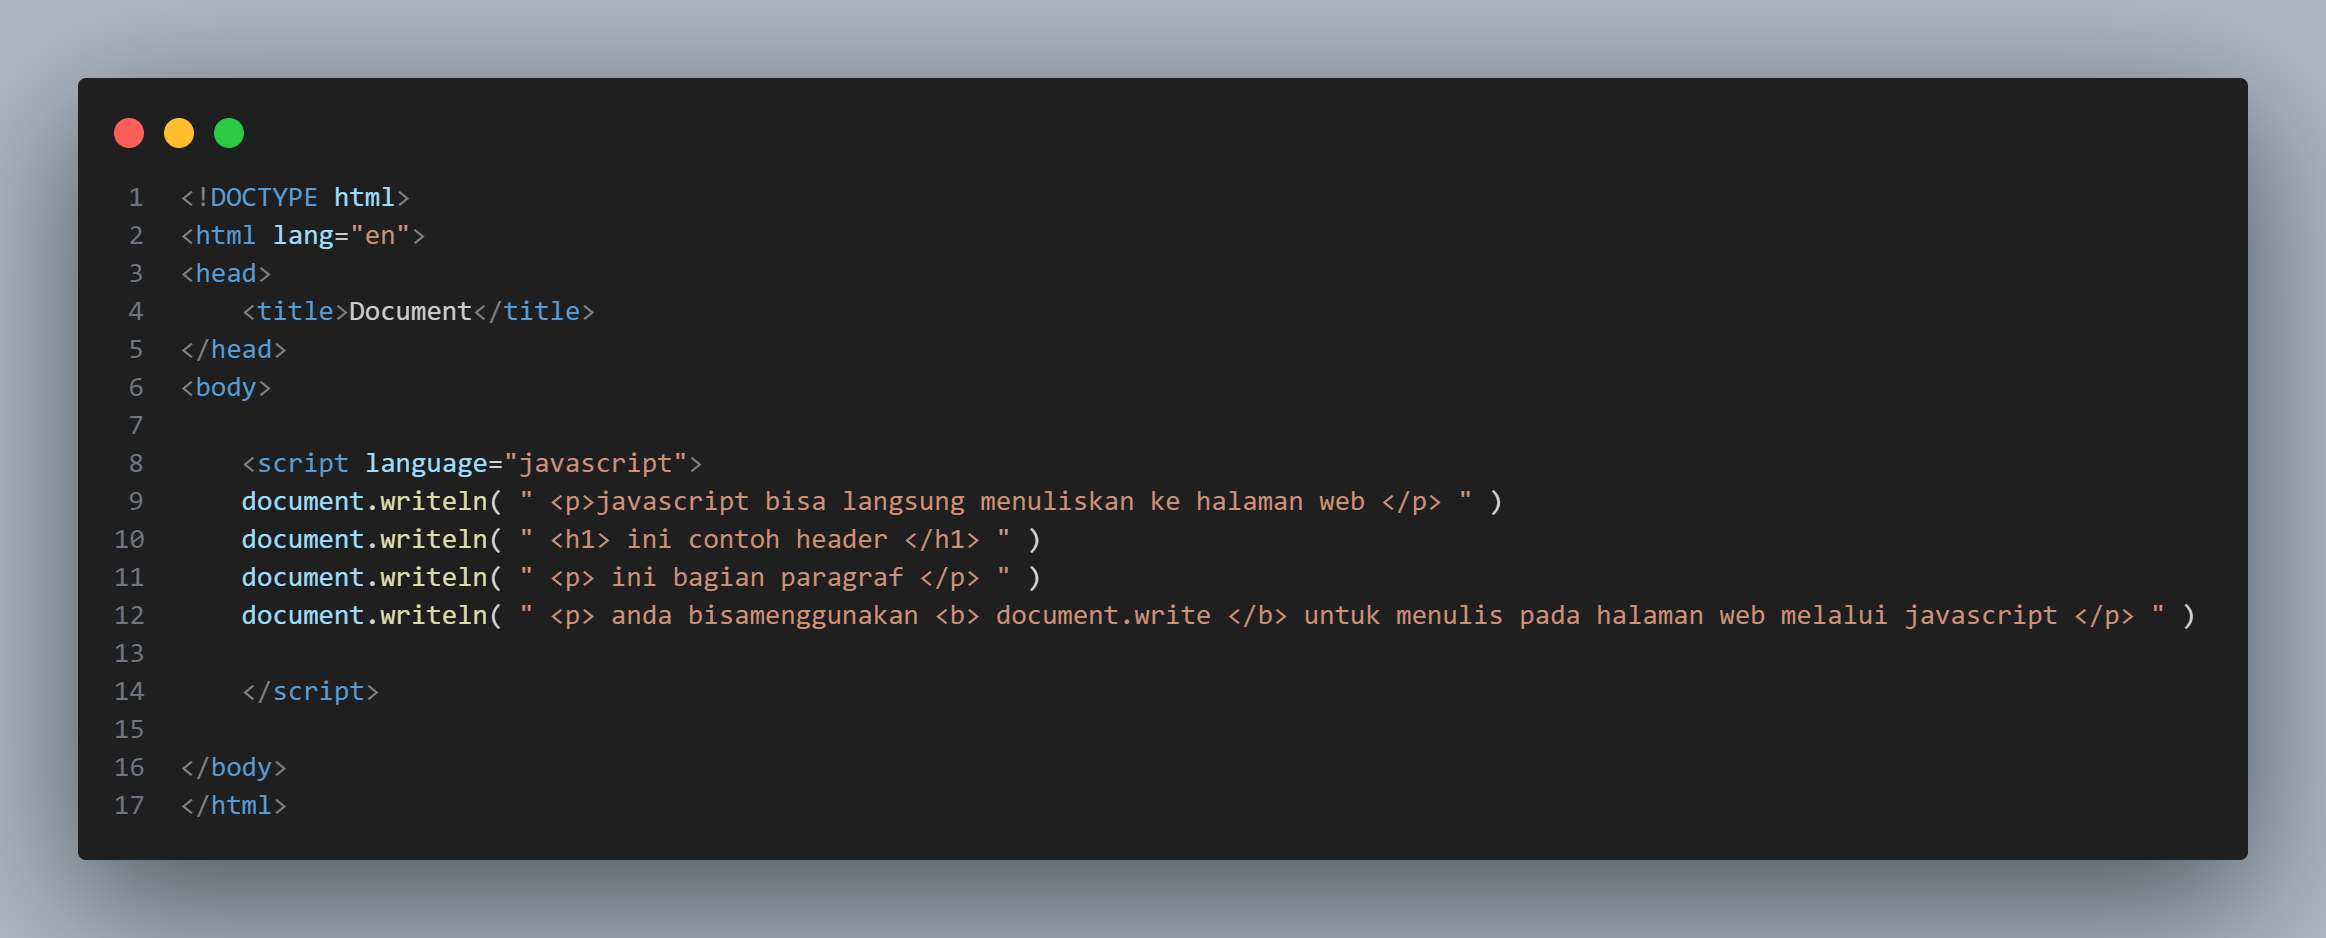 1 <!DOCTYPE html>
2 <html lang="en">
3 <head>
4     <title>Document</title>
5 </head>
6 <body>
7
8     <script language="javascript">
9     document.writeln( " <p>javascript bisa langsung menuliskan ke halaman web </p> " )
10     document.writeln( " <h1> ini contoh header </h1> " )
11     document.writeln( " <p> ini bagian paragraf </p> " )
12     document.writeln( " <p> anda bisamenggunakan <b> document.write </b> untuk menulis pada halaman web melalui javascript </p> " )
13
14     </script>
15
16 </body>
17 </html>